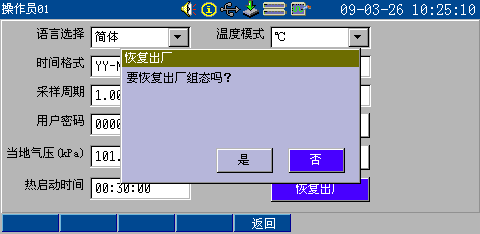 操作员01 09-03-26 10:25:10
语言选择 简体 温度模式 ℃
时间格式 YY-M
恢复出厂
要恢复出厂组态吗?
采样周期 1.00
用户密码 0000
当地气压(kPa) 101.
是 否
热启动时间 00:30:00 恢复出厂
返回